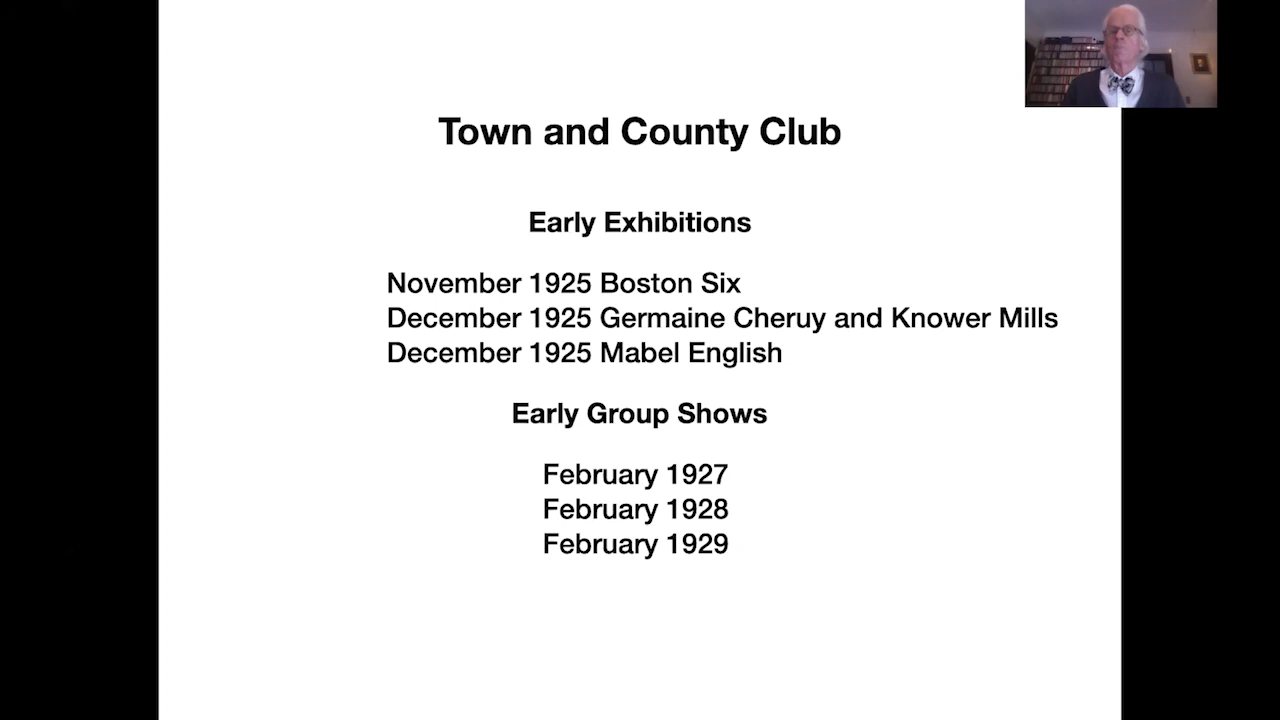 Town and County Club
Early Exhibitions
November 1925 Boston Six
December 1925 Germaine Cheruy and Knower Mills
December 1925 Mabel English
Early Group Shows
February 1927
February 1928
February 1929